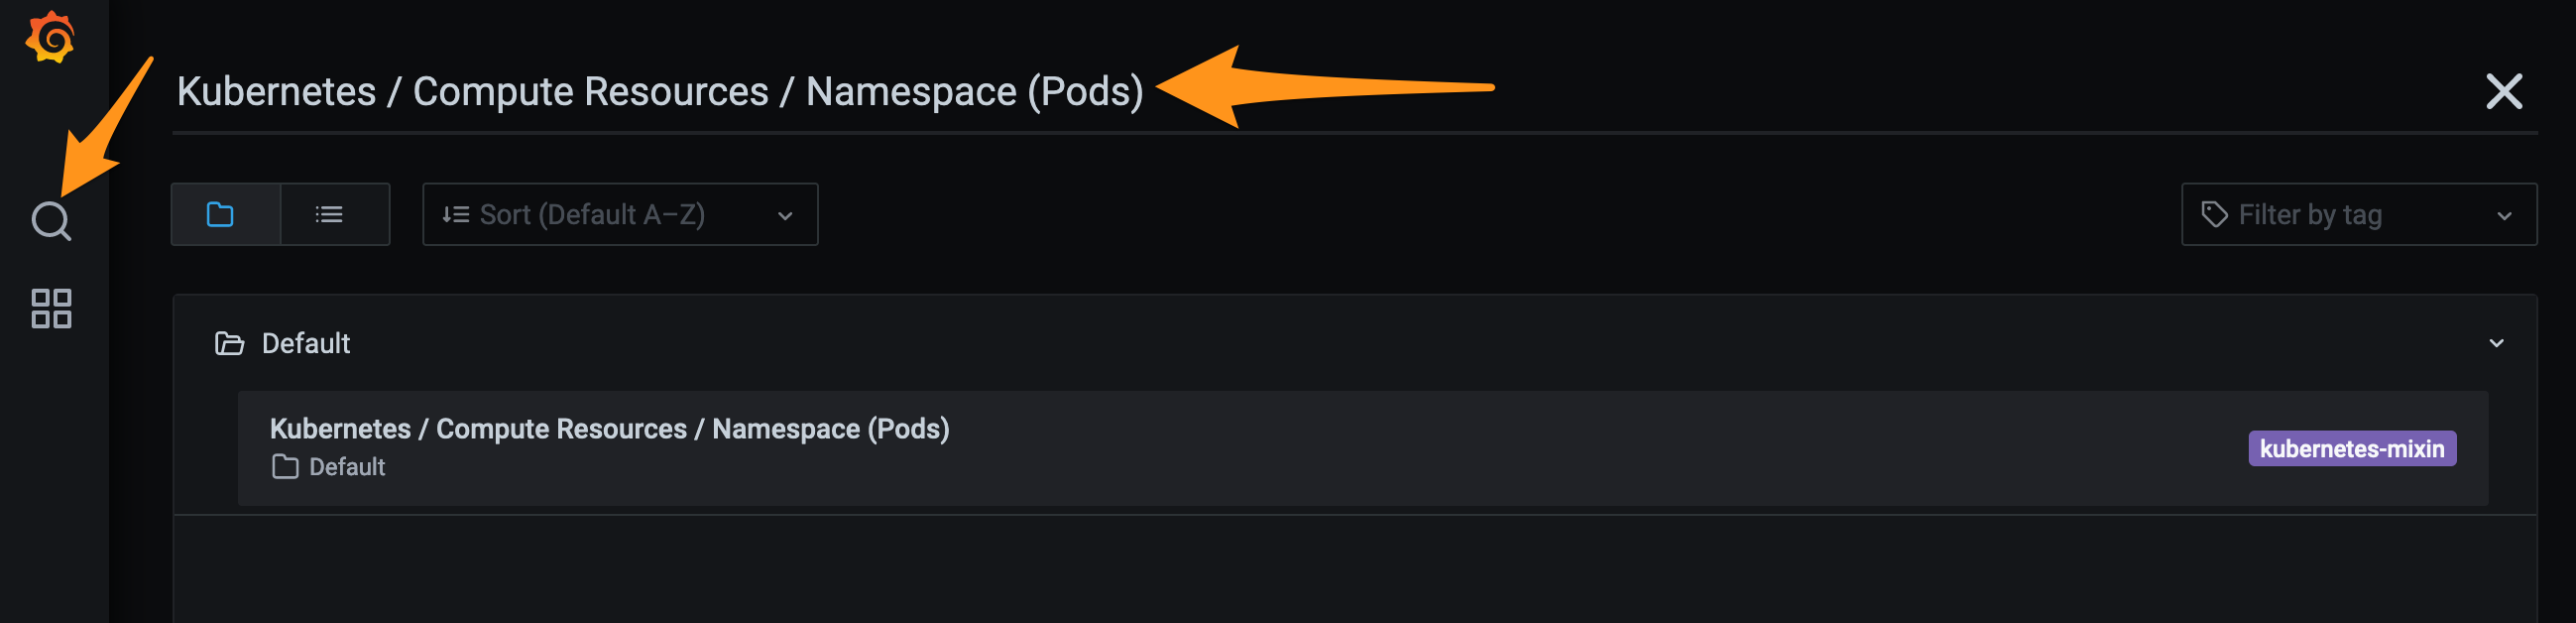 Kubernetes / Compute Resources / Namespace (Pods)
Sort (Default A–Z)
Filter by tag
Default
Kubernetes / Compute Resources / Namespace (Pods)
Default
kubernetes-mixin